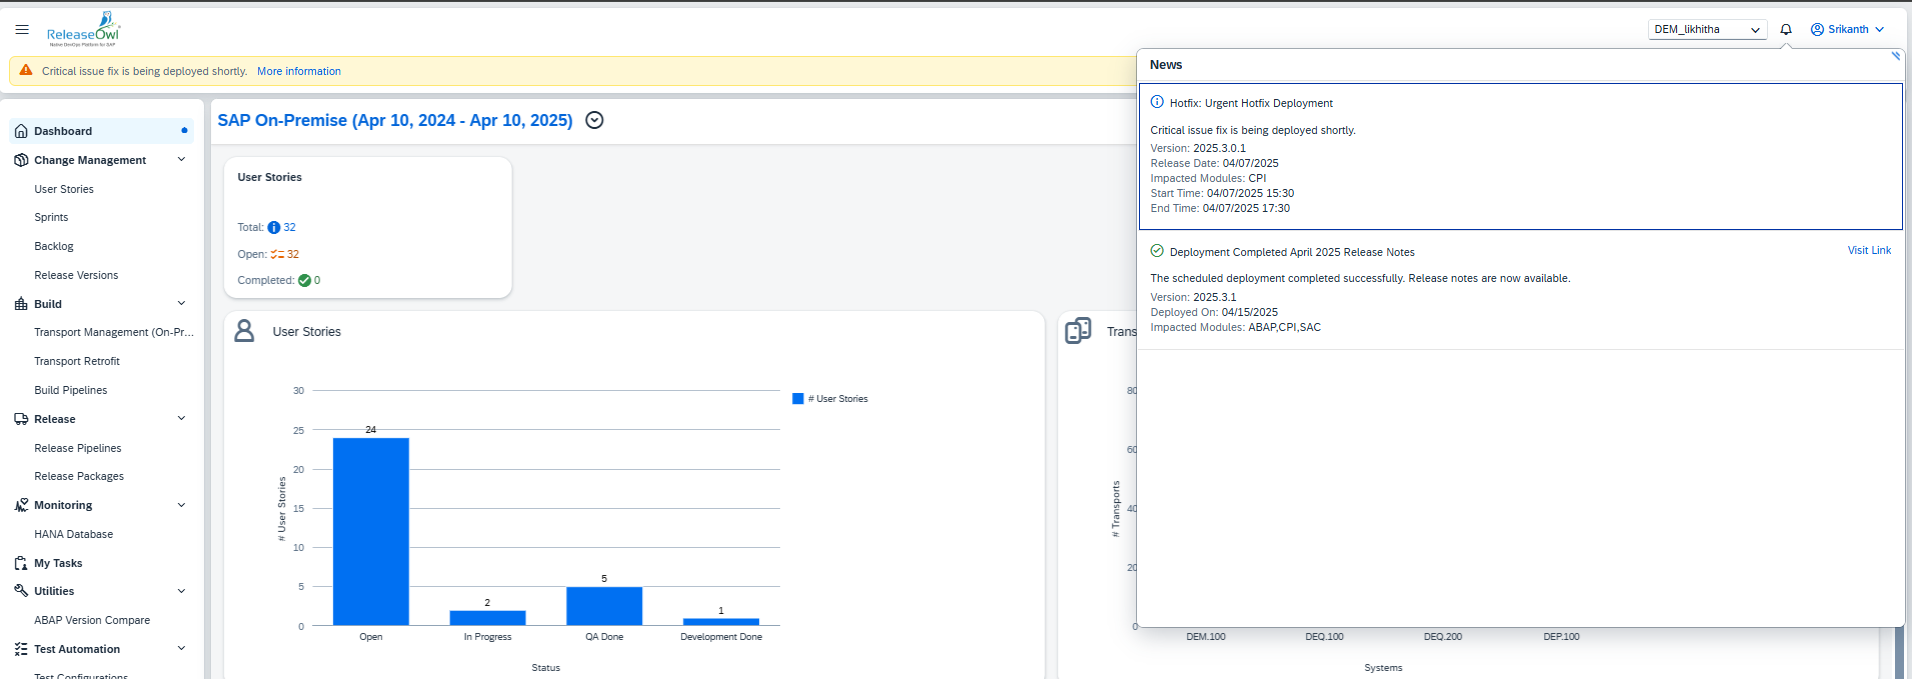 ReleaseOwl
Native DevOps Platform for SAP
DEM_likhitha
Srikanth
Critical issue fix is being deployed shortly. More information
Dashboard
Change Management
User Stories
Sprints
Backlog
Release Versions
Build
Transport Management (On-Pr...
Transport Retrofit
Build Pipelines
Release
Release Pipelines
Release Packages
Monitoring
HANA Database
My Tasks
Utilities
ABAP Version Compare
Test Automation
Test Configurations
SAP On-Premise (Apr 10, 2024 - Apr 10, 2025)
User Stories
Total: 32
Open: 32
Completed: 0
User Stories
30
25
20
15
10
5
0
# User Stories
24
2
5
1
Open
In Progress
QA Done
Development Done
Status
# User Stories
Trans
80
60
40
20
0
# Transports
DEM.100
DEQ.100
DEQ.200
DEP.100
Systems
News
Hotfix: Urgent Hotfix Deployment
Critical issue fix is being deployed shortly.
Version: 2025.3.0.1
Release Date: 04/07/2025
Impacted Modules: CPI
Start Time: 04/07/2025 15:30
End Time: 04/07/2025 17:30
Deployment Completed April 2025 Release Notes
Visit Link
The scheduled deployment completed successfully. Release notes are now available.
Version: 2025.3.1
Deployed On: 04/15/2025
Impacted Modules: ABAP,CPI,SAC